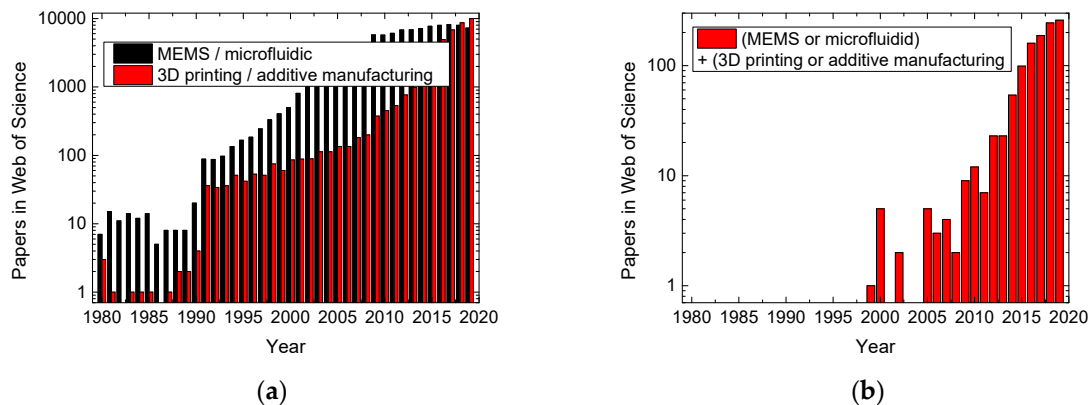 10000
1000
100
10
1
Papers in Web of Science
MEMS / microfluidic
3D printing / additive manufacturing
1980 1985 1990 1995 2000 2005 2010 2015 2020
Year
(a)
100
10
1
Papers in Web of Science
(MEMS or microfluidid)
+ (3D printing or additive manufacturing
1980 1985 1990 1995 2000 2005 2010 2015 2020
Year
(b)